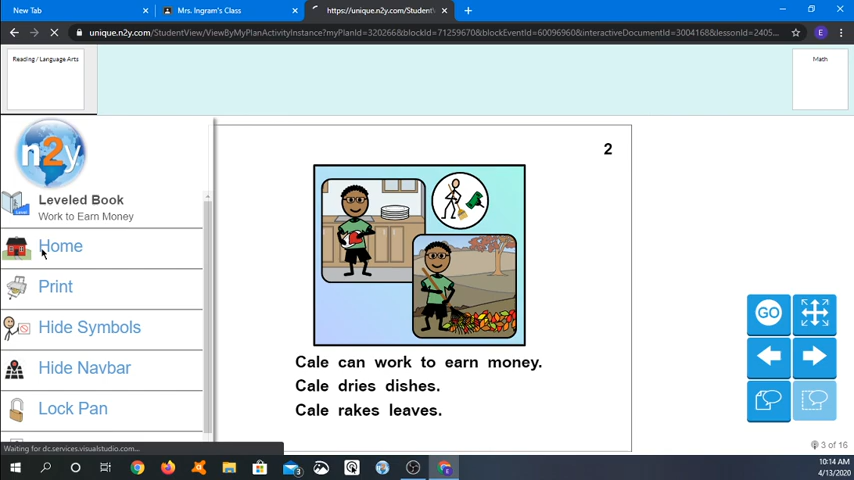 New Tab
Mrs. Ingram's Class
https://unique.n2y.com/Student\
unique.n2y.com/StudentView/ViewByMyPlanActivityInstance?myPlanId=320266&blockId=71259670&blockEventId=60096960&interactiveDocumentId=3004168&lessonId=2405...
E
Reading / Language Arts
Math
n2y
Leveled Book
Work to Earn Money
Home
Print
Hide Symbols
Hide Navbar
Lock Pan
2
Cale can work to earn money.
Cale dries dishes.
Cale rakes leaves.
GO
3 of 16
Waiting for dc.services.visualstudio.com...
10:14 AM
4/13/2020